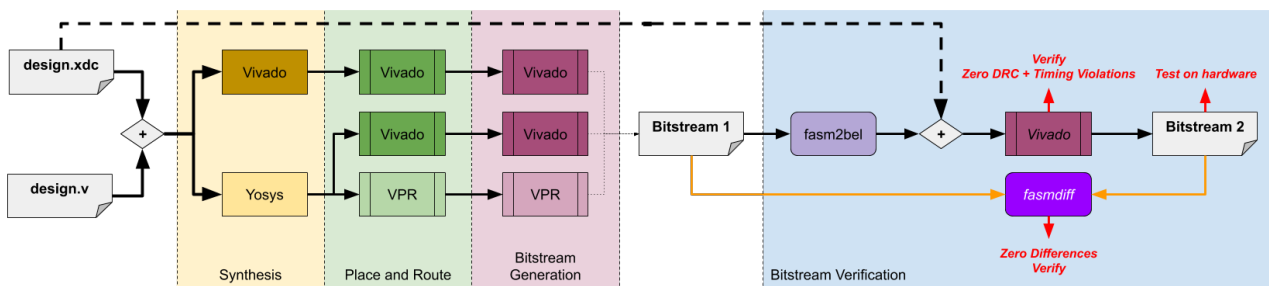 design.xdc
+
design.v
Vivado
Yosys
Synthesis
Vivado
Vivado
VPR
Place and Route
Vivado
Vivado
VPR
Bitstream
Generation
Bitstream 1
fasm2bel
+
Verify
Zero DRC + Timing Violations
Vivado
Test on hardware
Bitstream 2
fasmdiff
Zero Differences
Verify
Bitstream Verification